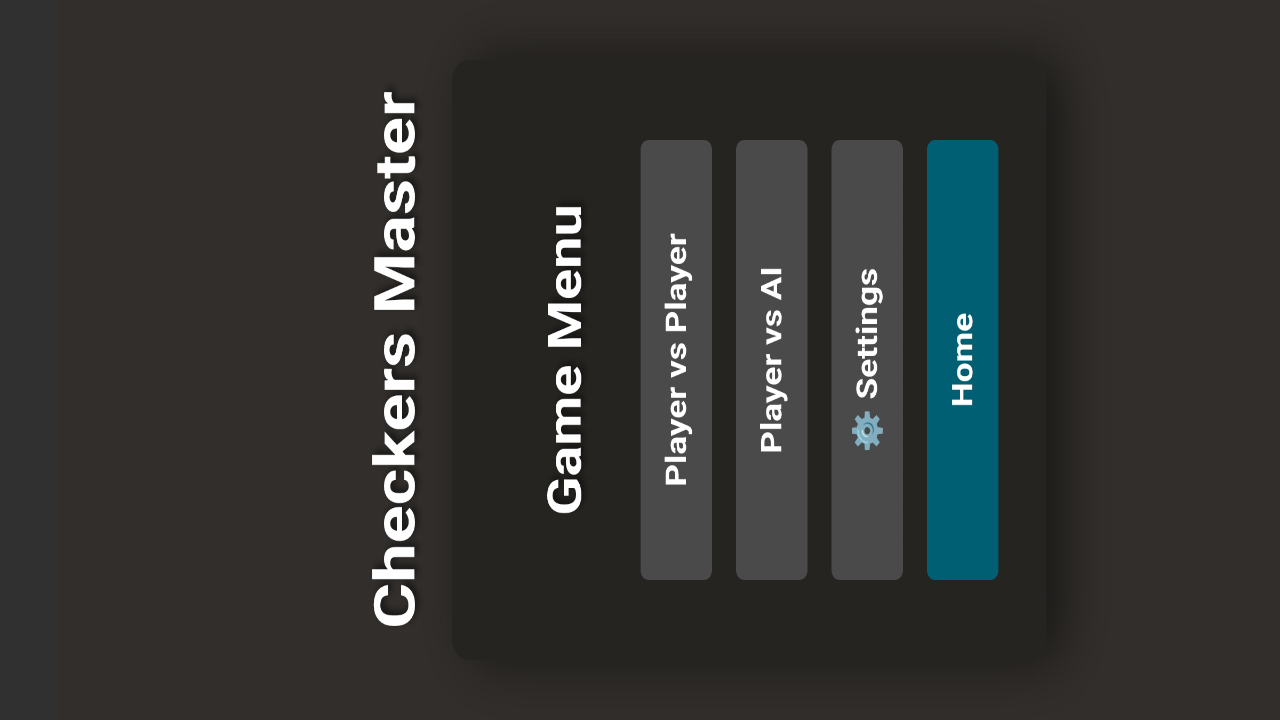 Checkers Master
Game Menu
Player vs Player
Player vs AI
⚙️ Settings
Home